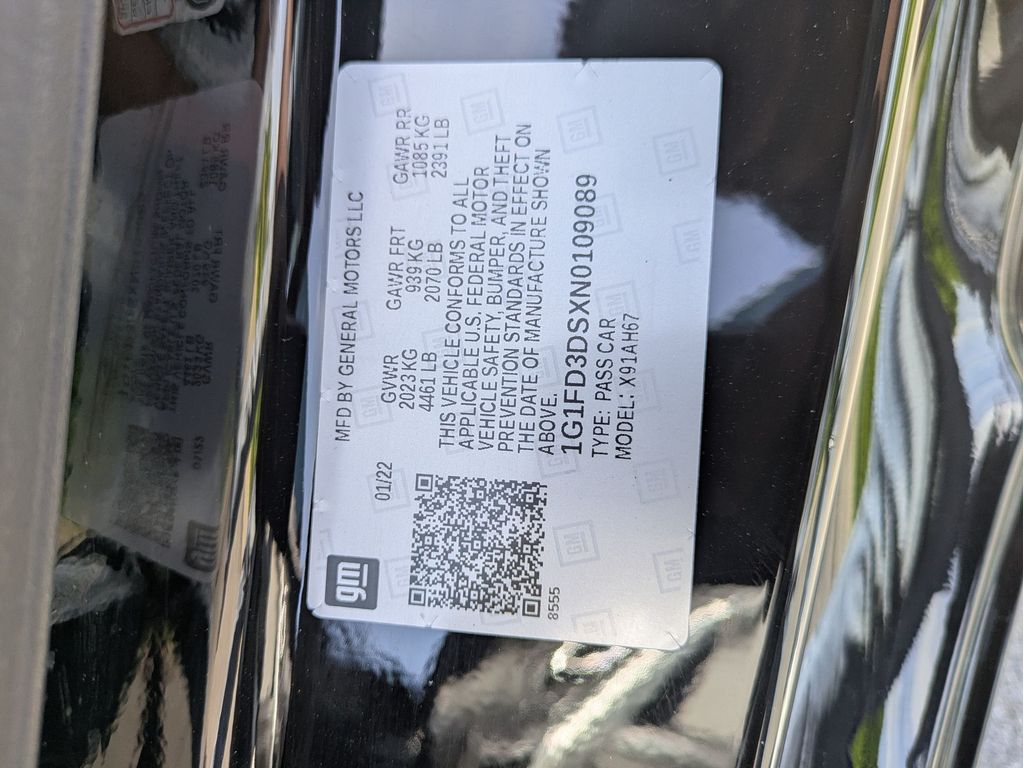 gm
01/22
MFD BY GENERAL MOTORS LLC
GVWR GAWR FRT GAWR RR
2023 KG 939 KG 1085 KG
4461 LB 2070 LB 2391 LB
THIS VEHICLE CONFORMS TO ALL
APPLICABLE U.S. FEDERAL MOTOR
VEHICLE SAFETY, BUMPER, AND THEFT
PREVENTION STANDARDS IN EFFECT ON
THE DATE OF MANUFACTURE SHOWN
ABOVE.
1G1FD3DSXN0109089
TYPE: PASS CAR
MODEL: X91AH67
8555